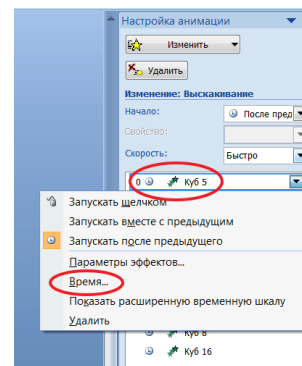 Настройка анимации
Изменить
Удалить
Изменение: Выскакивание
Начало:
После пред
Свойство:
Скорость:
Быстро
0 Куб 5
Запускать щелчком
Запускать вместе с предыдущим
Запускать после предыдущего
Параметры эффектов...
Время...
Показать расширенную временную шкалу
Удалить
Куб 8
Куб 16